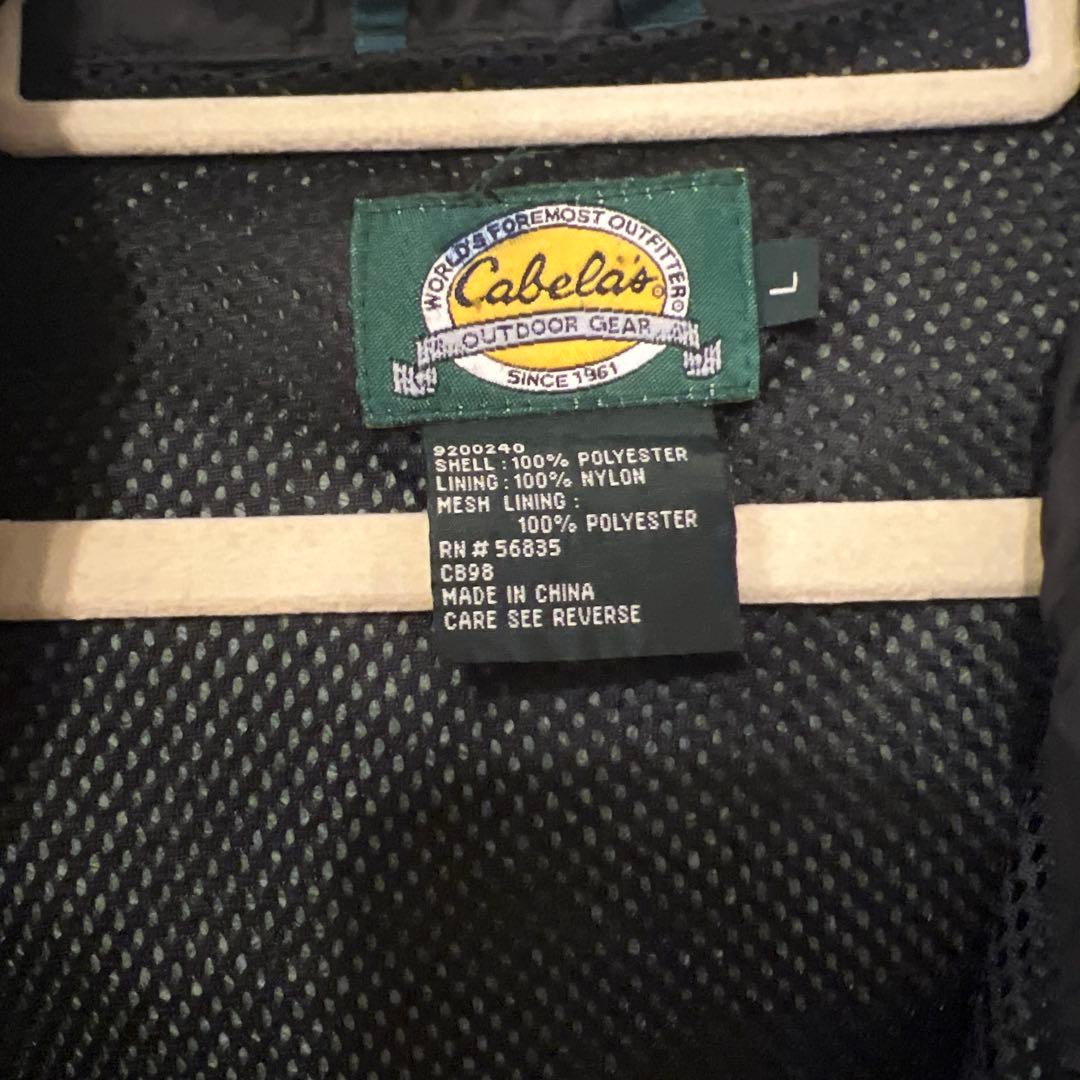 WORLD'S FOREMOST OUTFITTER®
Cabela's®
OUTDOOR GEAR
SINCE 1961
L
9200240
SHELL : 100% POLYESTER
LINING : 100% NYLON
MESH LINING :
100% POLYESTER
RN # 56835
CB98
MADE IN CHINA
CARE SEE REVERSE